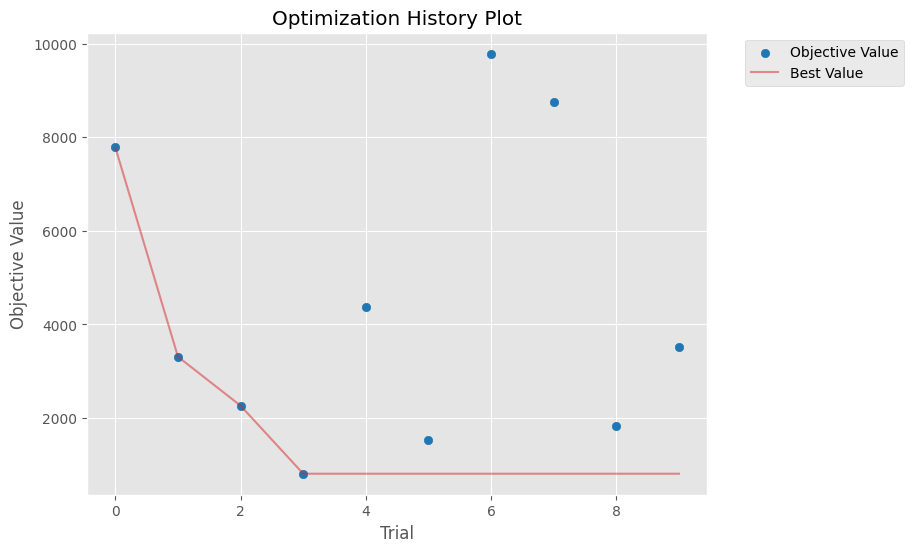 Optimization History Plot
Objective Value
Best Value
Objective Value
10000
8000
6000
4000
2000
0 2 4 6 8
Trial